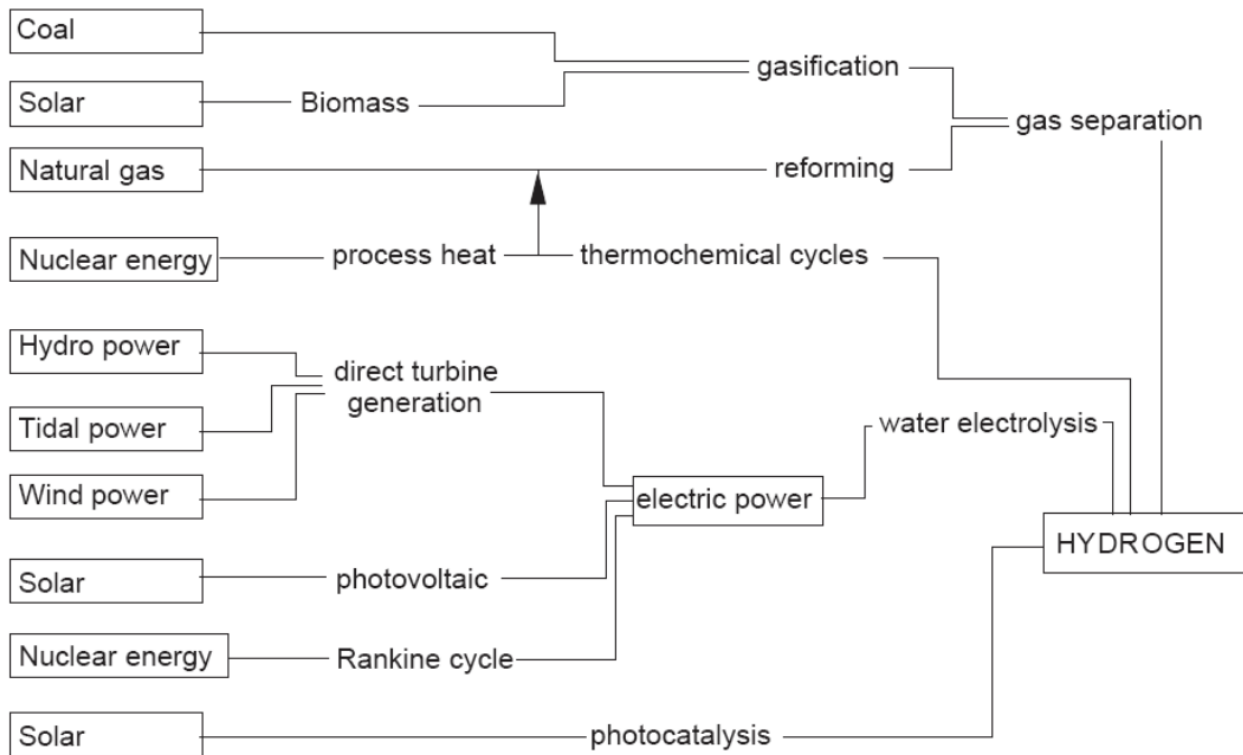 Coal
gasification
Solar
Biomass
gas separation
Natural gas
reforming
Nuclear energy
process heat
thermochemical cycles
Hydro power
direct turbine
generation
Tidal power
water electrolysis
Wind power
electric power
HYDROGEN
Solar
photovoltaic
Nuclear energy
Rankine cycle
Solar
photocatalysis